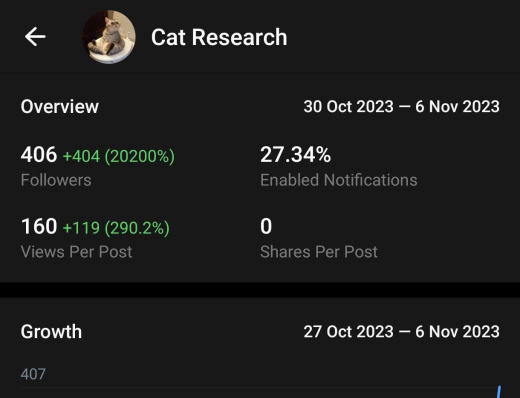 Cat Research
Overview 30 Oct 2023 — 6 Nov 2023
406 +404 (20200%) 27.34%
Followers Enabled Notifications
160 +119 (290.2%) 0
Views Per Post Shares Per Post
Growth 27 Oct 2023 — 6 Nov 2023
407